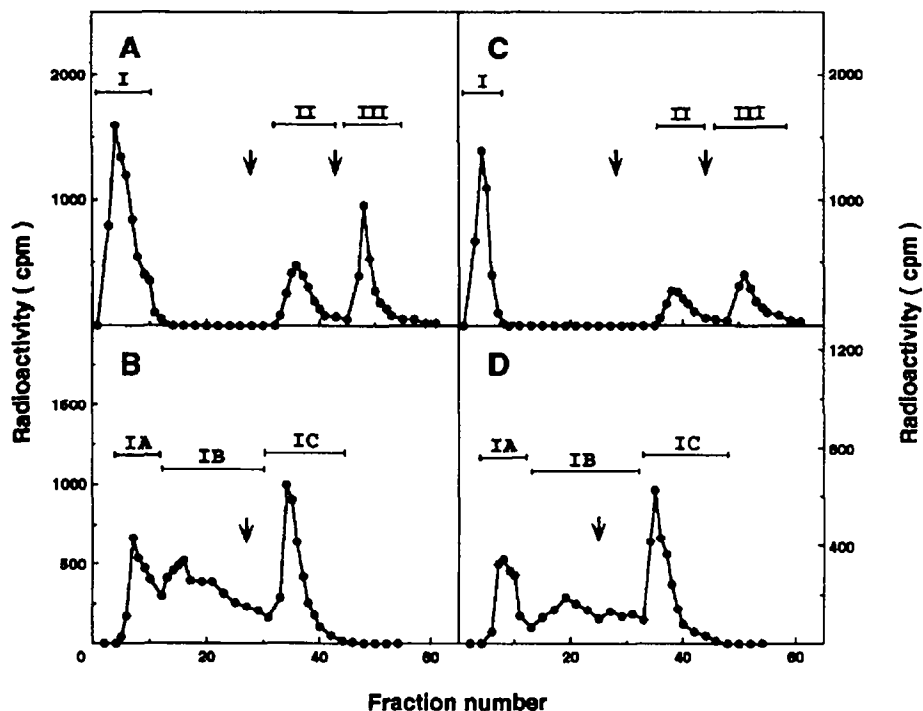 A
C
I
II
III
I
II
III
2000
1000
2000
1000
B
D
IA
IB
IC
IA
IB
IC
1500
1000
500
1200
800
400
0
20
40
60
20
40
60
Radioactivity ( cpm )
Radioactivity ( cpm )
Fraction number